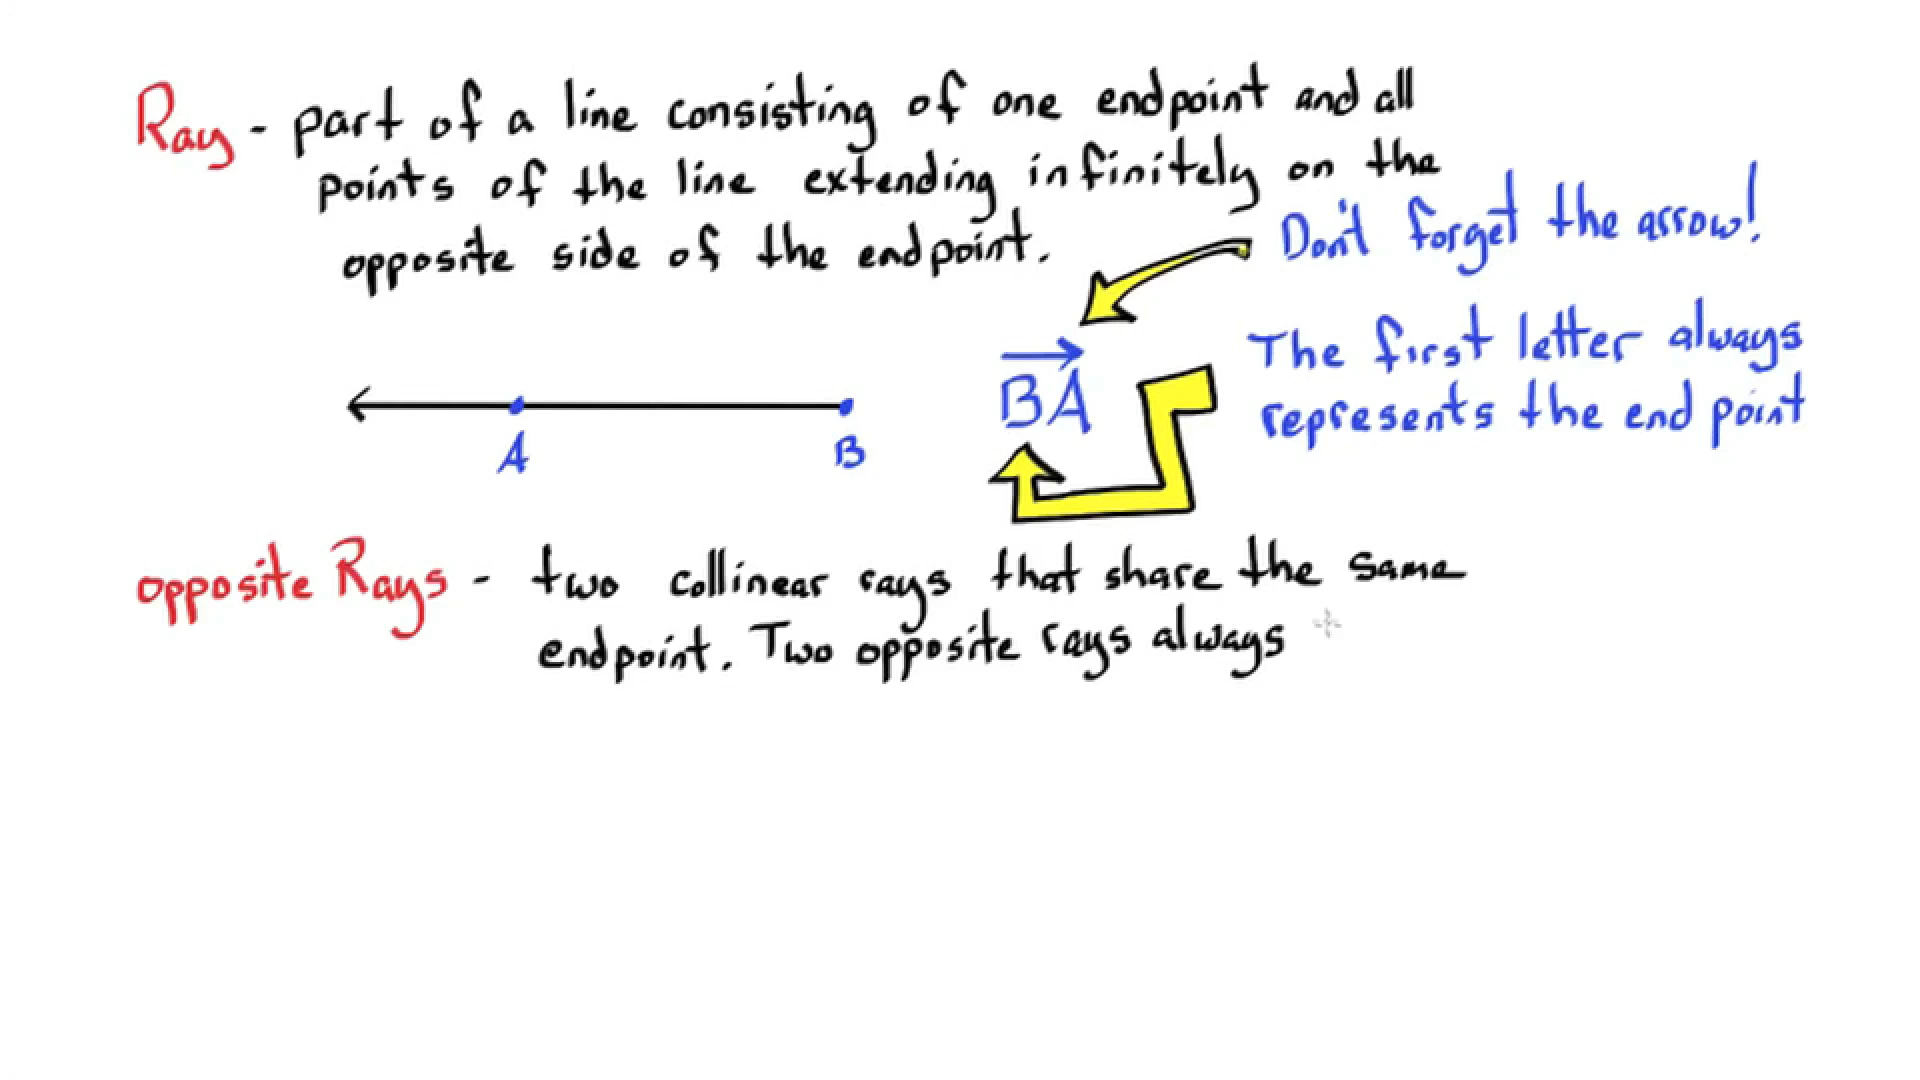 Ray - part of a line consisting of one endpoint and all
points of the line extending infinitely on the
opposite side of the endpoint.
Don't forget the arrow!
BA
The first letter always
represents the end point
A
B
opposite Rays - two collinear rays that share the same
endpoint. Two opposite rays always